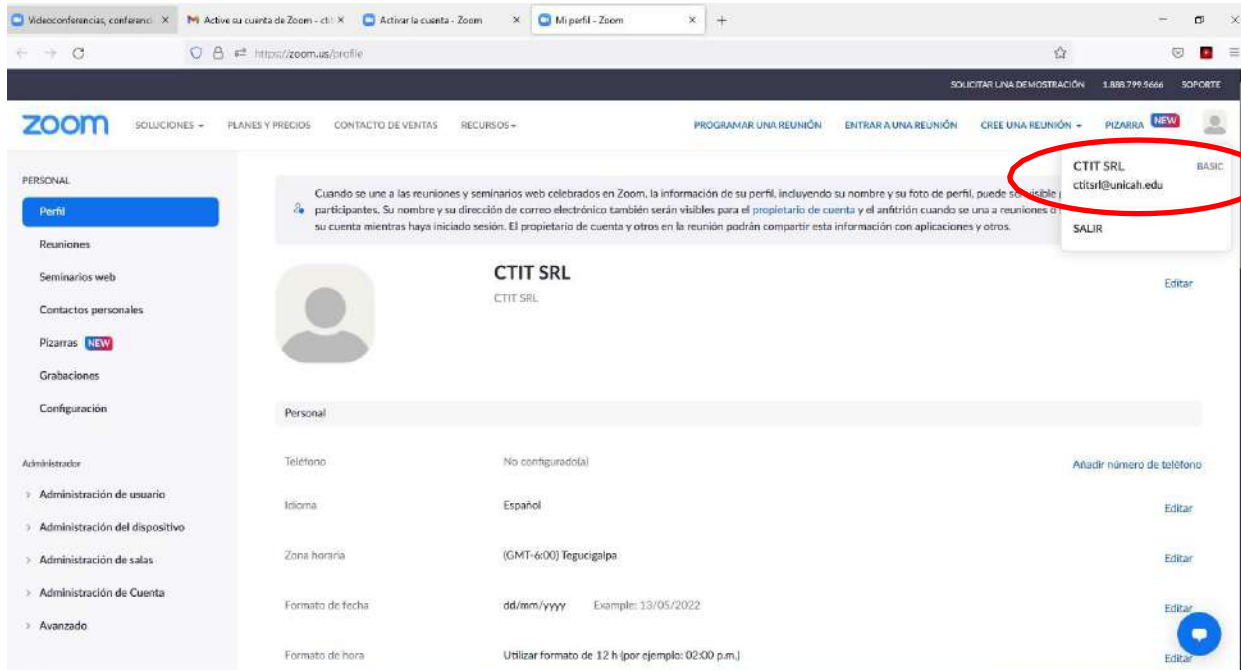 Videoconferencias, conferenci
Active su cuenta de Zoom - cti
Activar la cuenta - Zoom
Mi perfil - Zoom
https://zoom.us/profile
SOLICITAR UNA DEMOSTRACIÓN 1.888.799.9666 SOPORTE
zoom SOLUCIONES PLANES Y PRECIOS CONTACTO DE VENTAS RECURSOS PROGRAMAR UNA REUNIÓN ENTRAR A UNA REUNIÓN CREE UNA REUNIÓN PIZARRA NEW
CTIT SRL BASIC
ctitsrl@unicah.edu
SALIR
PERSONAL
Perfil
Reuniones
Seminarios web
Contactos personales
Pizarras NEW
Grabaciones
Configuración
Administrador
Administración de usuario
Administración del dispositivo
Administración de salas
Administración de Cuenta
Avanzado
Cuando se une a las reuniones y seminarios web celebrados en Zoom, la información de su perfil, incluyendo su nombre y su foto de perfil, puede ser visible
participantes. Su nombre y su dirección de correo electrónico también serán visibles para el propietario de cuenta y el anfitrión cuando se una a reuniones o
su cuenta mientras haya iniciado sesión. El propietario de cuenta y otros en la reunión podrán compartir esta información con aplicaciones y otros.
CTIT SRL Editar
CTIT SRL
Personal
Teléfono No configurado(a) Añadir número de teléfono
Idioma Español Editar
Zona horaria (GMT-6:00) Tegucigalpa Editar
Formato de fecha dd/mm/yyyy Example: 13/05/2022 Editar
Formato de hora Utilizar formato de 12 h (por ejemplo: 02:00 p.m.) Editar